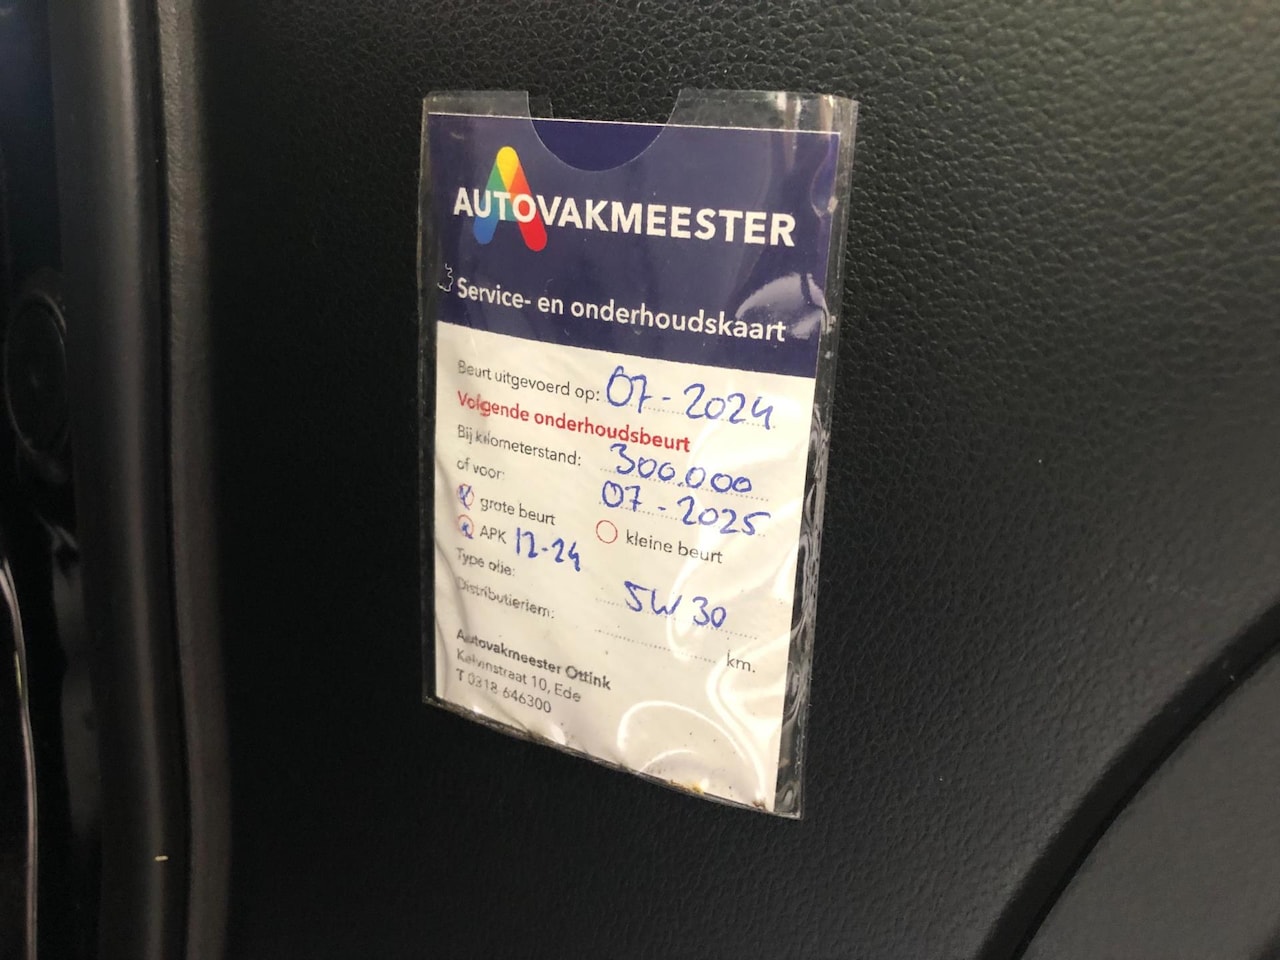 AUTOVAKMEESTER
Service- en onderhoudskaart
Beurt uitgevoerd op: 07-2024
Volgende onderhoudsbeurt
Bij kilometerstand: 300.000
of voor: 07-2025
grote beurt kleine beurt
APK 12-24
Type olie: 5W30
Distributieriem: km.
Autovakmeester Ottink
Kelvinstraat 10, Ede
T 0318 646300